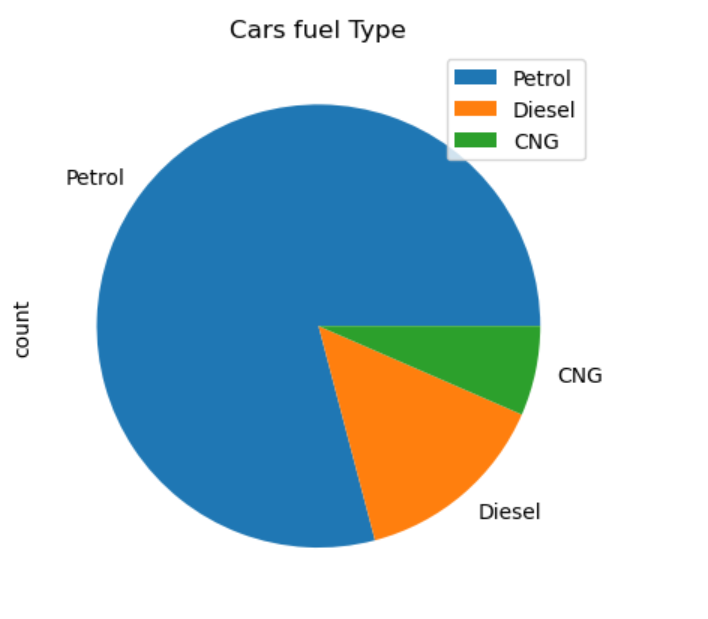 Cars fuel Type
Petrol
Diesel
CNG
Petrol
count
CNG
Diesel